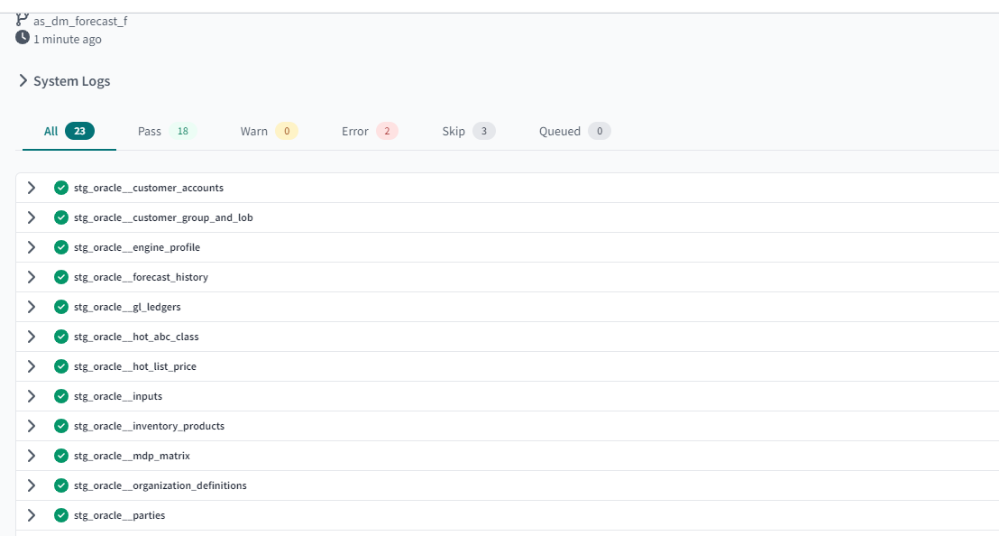 as_dm_forecast_f
1 minute ago
System Logs
All 23 Pass 18 Warn 0 Error 2 Skip 3 Queued 0
stg_oracle__customer_accounts
stg_oracle__customer_group_and_lob
stg_oracle__engine_profile
stg_oracle__forecast_history
stg_oracle__gl_ledgers
stg_oracle__hot_abc_class
stg_oracle__hot_list_price
stg_oracle__inputs
stg_oracle__inventory_products
stg_oracle__mdp_matrix
stg_oracle__organization_definitions
stg_oracle__parties